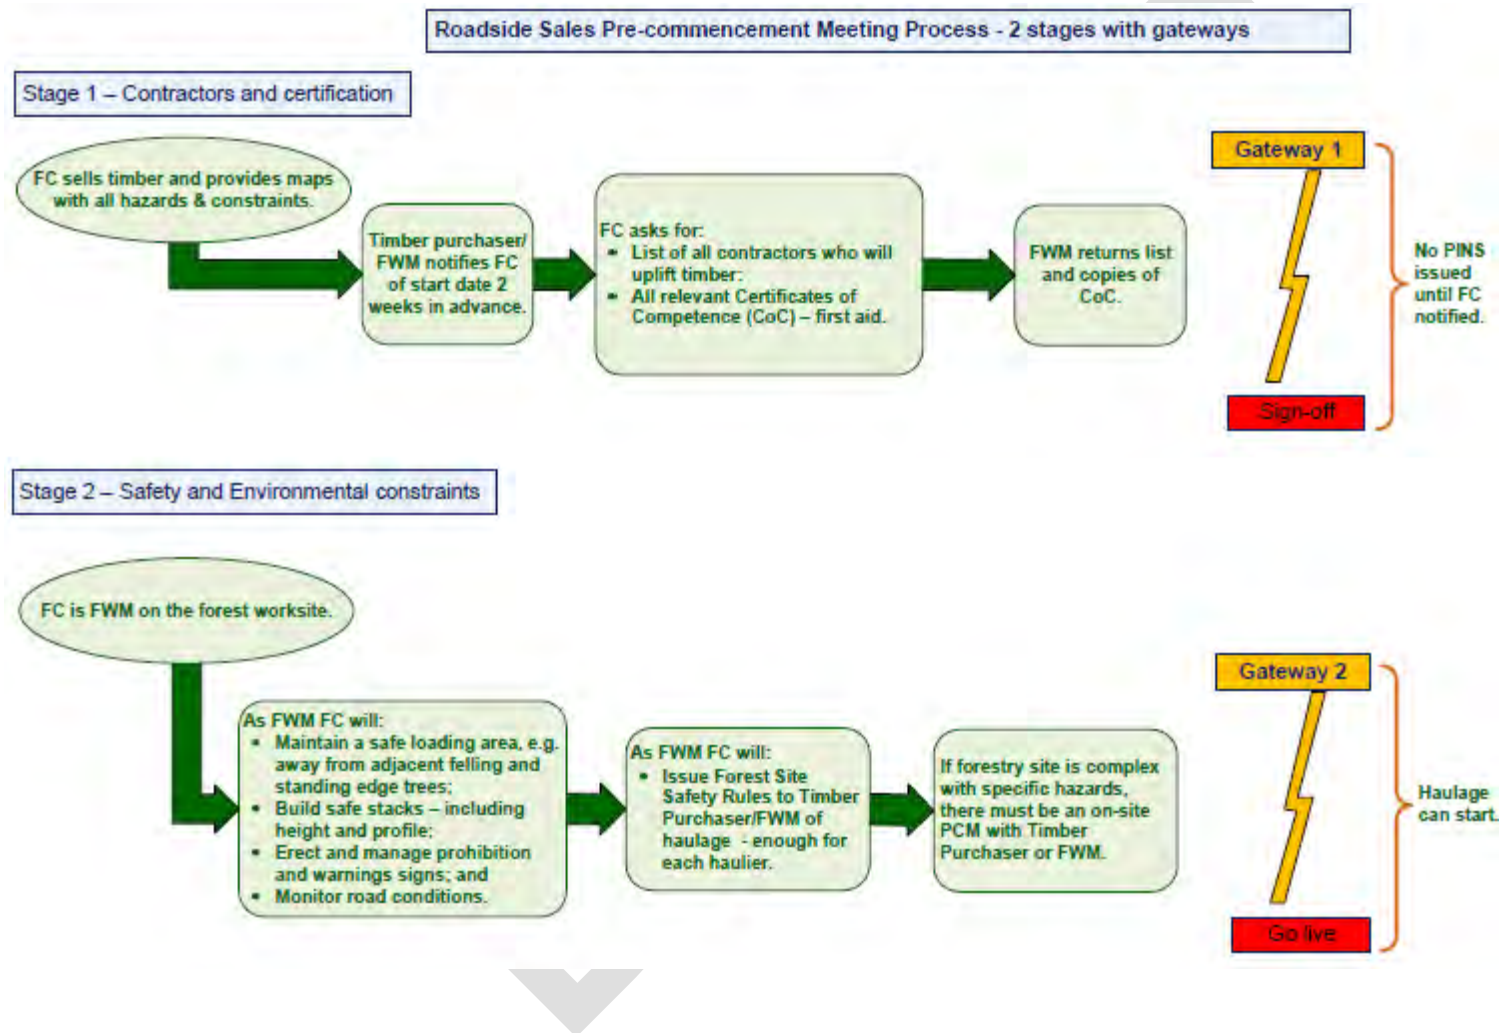 Roadside Sales Pre-commencement Meeting Process - 2 stages with gateways
Stage 1 – Contractors and certification
FC sells timber and provides maps
with all hazards & constraints.
Timber purchaser/
FWM notifies FC
of start date 2
weeks in advance.
FC asks for:
• List of all contractors who will
uplift timber:
• All relevant Certificates of
Competence (CoC) – first aid.
FWM returns list
and copies of
CoC.
Gateway 1
Sign-off
No PINS
issued
until FC
notified.
Stage 2 – Safety and Environmental constraints
FC is FWM on the forest worksite.
As FWM FC will:
• Maintain a safe loading area, e.g.
away from adjacent felling and
standing edge trees;
• Build safe stacks – including
height and profile;
• Erect and manage prohibition
and warnings signs; and
• Monitor road conditions.
As FWM FC will:
• Issue Forest Site
Safety Rules to Timber
Purchaser/FWM of
haulage - enough for
each haulier.
If forestry site is complex
with specific hazards,
there must be an on-site
PCM with Timber
Purchaser or FWM.
Gateway 2
Go live
Haulage
can start.